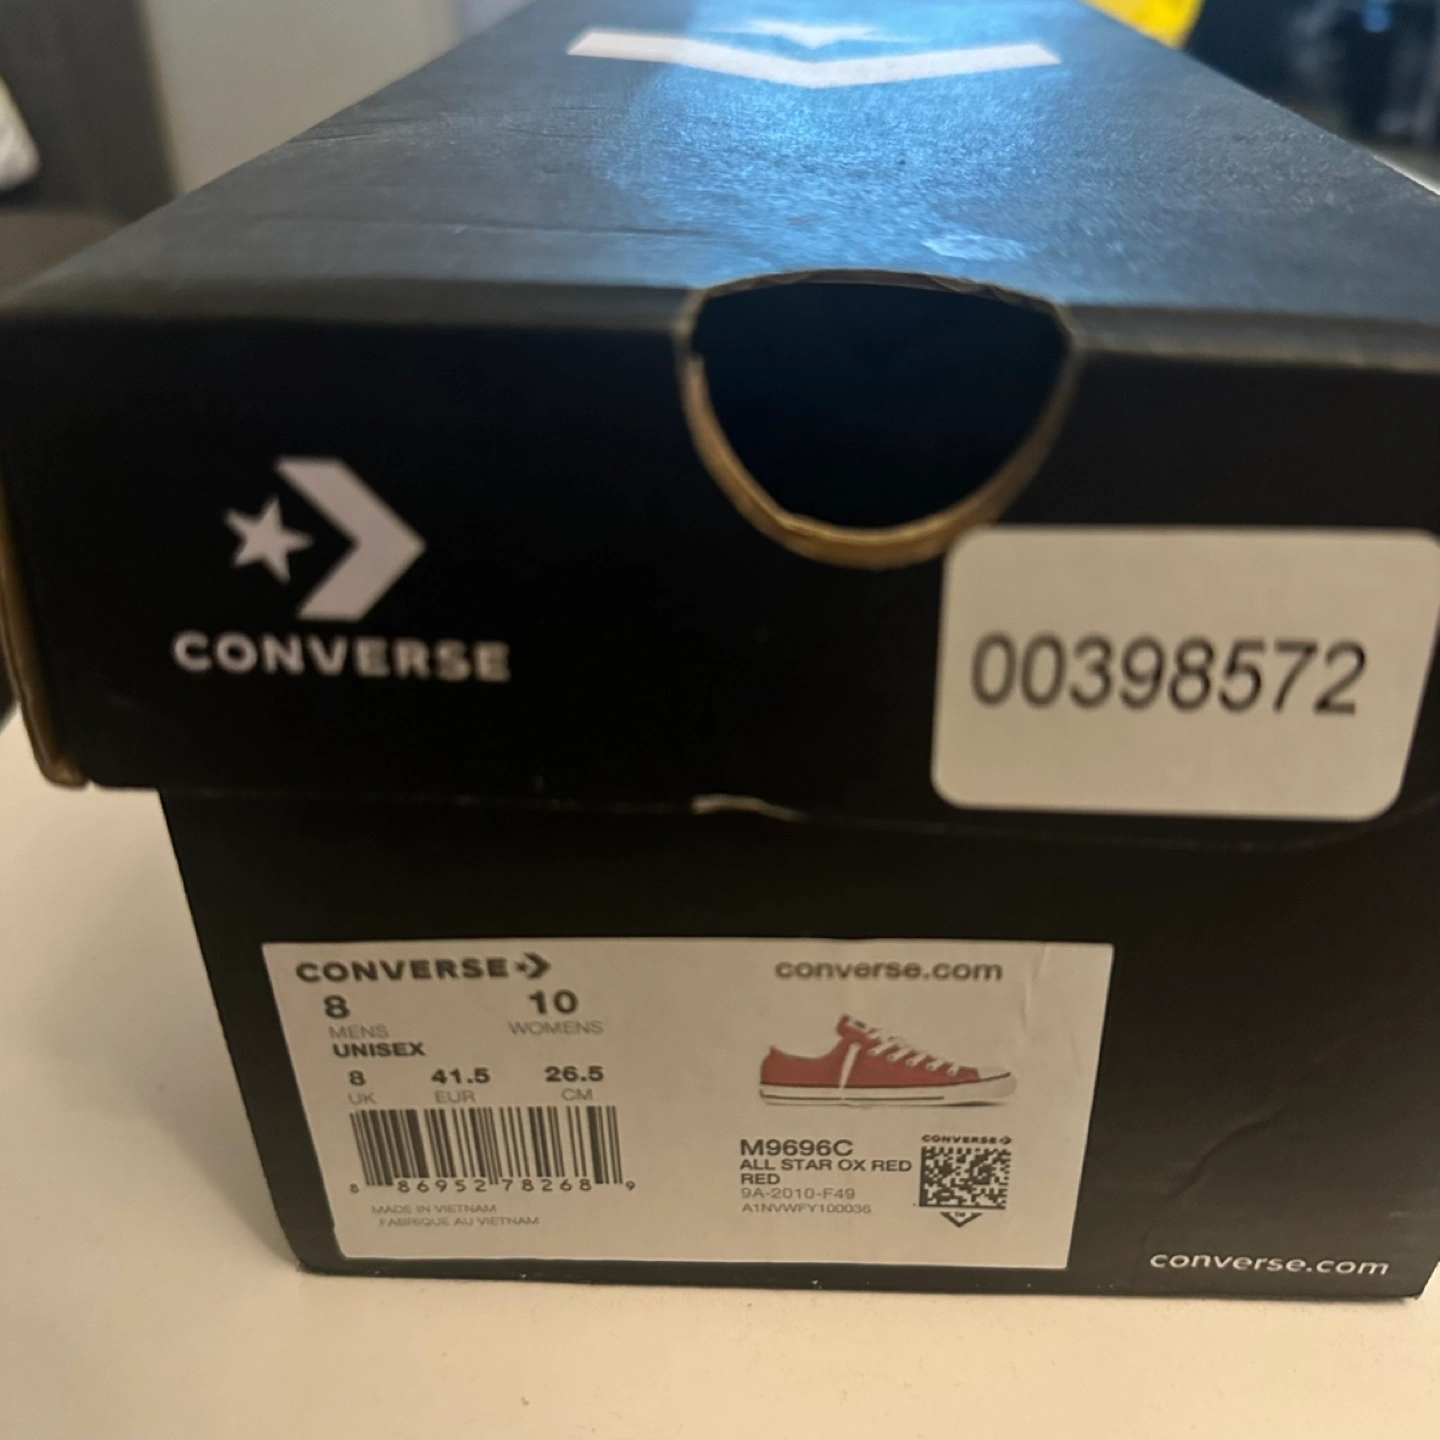 CONVERSE
00398572
CONVERSE
converse.com
8 10
MENS WOMENS
UNISEX
8 41.5 26.5
UK EUR CM
8 86952 78268 9
MADE IN VIETNAM
FABRIQUE AU VIETNAM
M9696C
ALL STAR OX RED
RED
9A-2010-F49
A1NVWFY100036
CONVERSE
converse.com